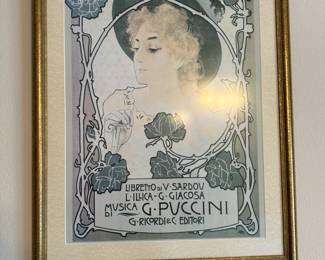 LIBRETTO DI V. SARDOU
L. ILLICA - G. GIACOSA
MUSICA DI G. PUCCINI
G. RICORDI & C. EDITORI